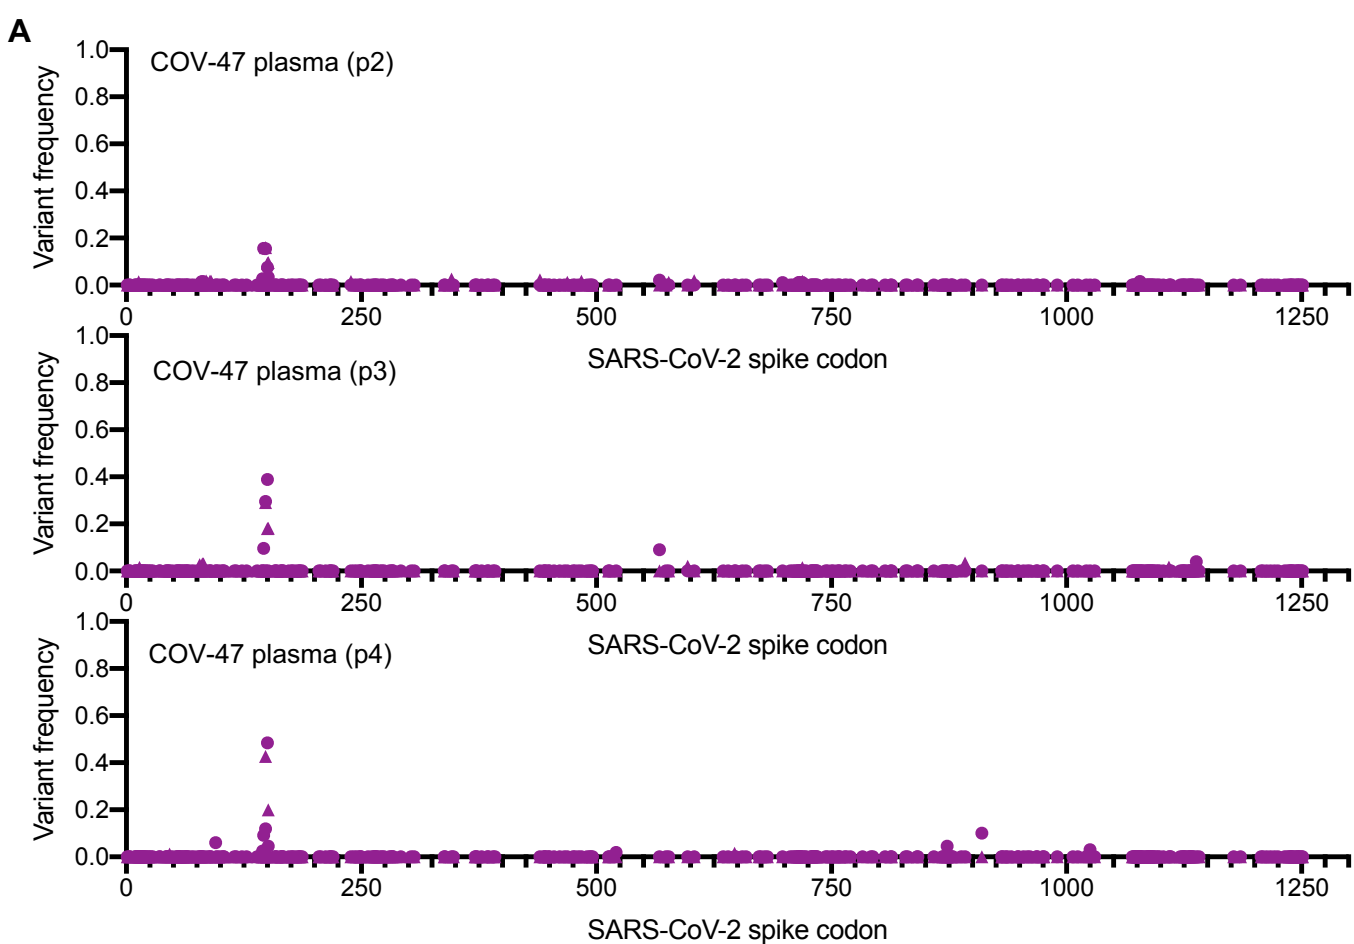 A
COV-47 plasma (p2)
Variant frequency
1.0
0.8
0.6
0.4
0.2
0.0
0 250 500 750 1000 1250
SARS-CoV-2 spike codon
COV-47 plasma (p3)
Variant frequency
1.0
0.8
0.6
0.4
0.2
0.0
0 250 500 750 1000 1250
SARS-CoV-2 spike codon
COV-47 plasma (p4)
Variant frequency
1.0
0.8
0.6
0.4
0.2
0.0
0 250 500 750 1000 1250
SARS-CoV-2 spike codon